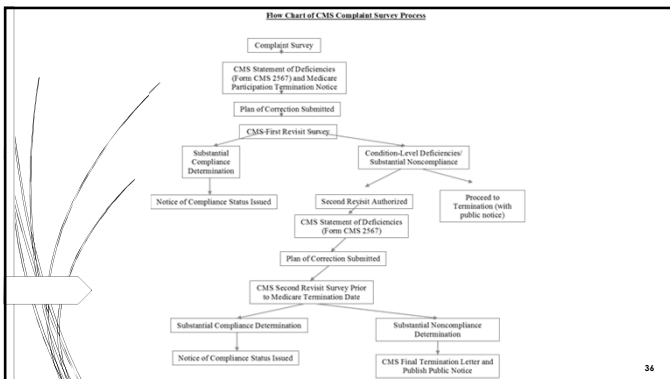 Flow Chart of CMS Complaint Survey Process
Complaint Survey
CMS Statement of Deficiencies
(Form CMS 2567) and Medicare
Participation Termination Notice
Plan of Correction Submitted
CMS First Revisit Survey
Substantial
Compliance
Determination
Condition-Level Deficiencies/
Substantial Noncompliance
Notice of Compliance Status Issued
Second Revisit Authorized
Proceed to
Termination (with
public notice)
CMS Statement of Deficiencies
(Form CMS 2567)
Plan of Correction Submitted
CMS Second Revisit Survey Prior
to Medicare Termination Date
Substantial Compliance Determination
Substantial Noncompliance
Determination
Notice of Compliance Status Issued
CMS Final Termination Letter and
Publish Public Notice
36